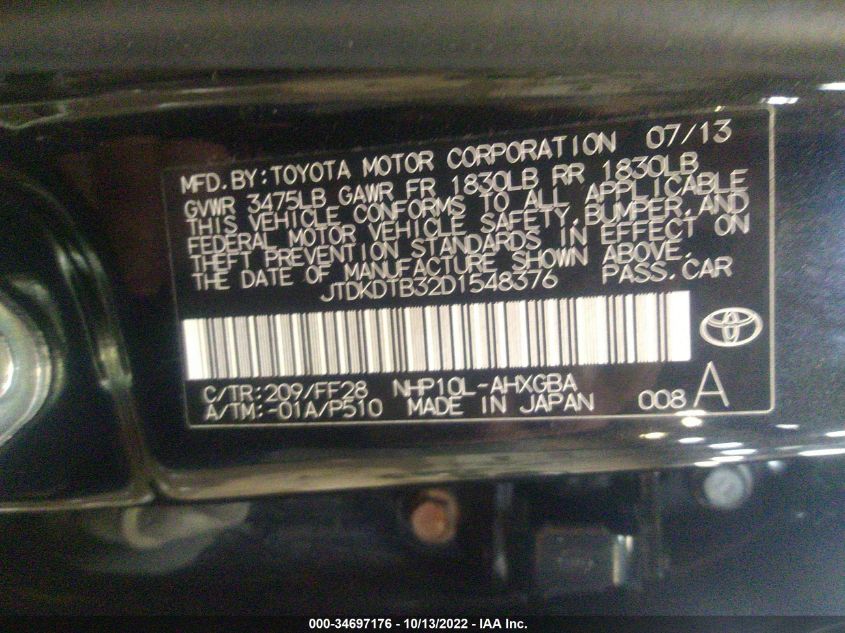 MFD.BY:TOYOTA MOTOR CORPORATION 07/13
GVWR 3475LB GAWR FR 1830LB RR 1830LB
THIS VEHICLE CONFORMS TO ALL APPLICABLE
FEDERAL MOTOR VEHICLE SAFETY,BUMPER,AND
THEFT PREVENTION STANDARDS IN EFFECT ON
THE DATE OF MANUFACTURE SHOWN ABOVE.
JTDKDTB32D1548376 PASS.CAR
C/TR:209/FF28 NHP10L-AHXGBA
A/TM:-01A/P510 MADE IN JAPAN 008 A
000-34697176 - 10/13/2022 - IAA Inc.